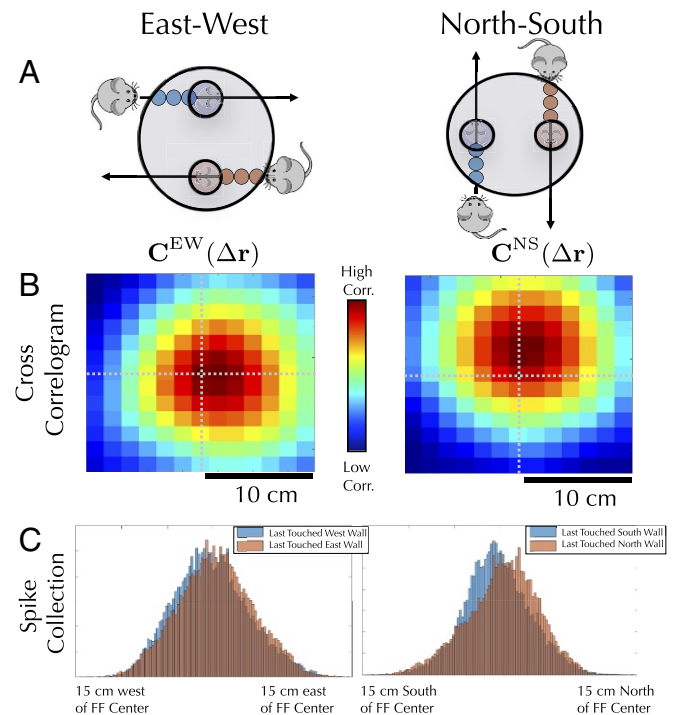 East-West
North-South
A
C^EW(Δr)
C^NS(Δr)
B
High
Corr.
Cross
Correlogram
Low
Corr.
10 cm
10 cm
C
Last Touched West Wall
Last Touched East Wall
Last Touched South Wall
Last Touched North Wall
Spike
Collection
15 cm west
of FF Center
15 cm east
of FF Center
15 cm South
of FF Center
15 cm North
of FF Center